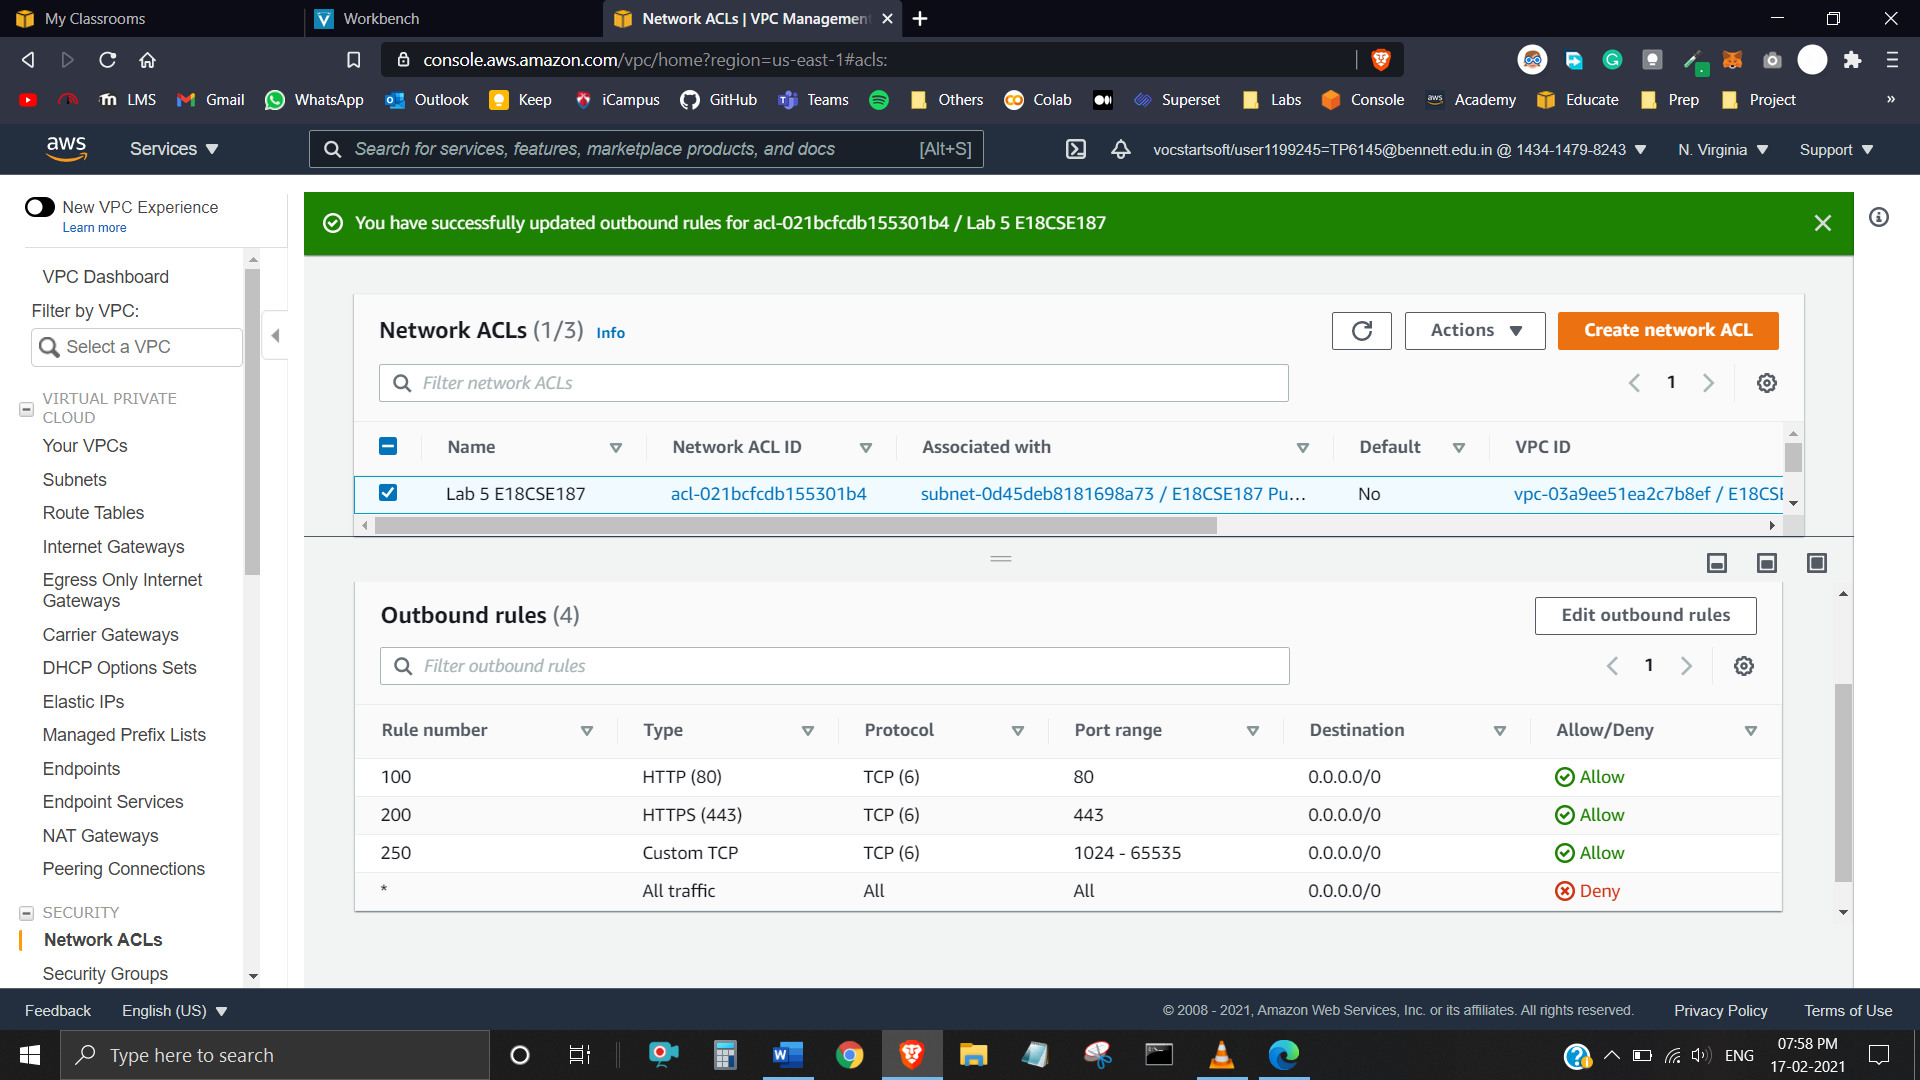 My Classrooms
Workbench
Network ACLs | VPC Management
console.aws.amazon.com/vpc/home?region=us-east-1#acls:
LMS
Gmail
WhatsApp
Outlook
Keep
iCampus
GitHub
Teams
Others
Colab
Superset
Labs
Console
aws
Academy
Educate
Prep
Project
»
aws
Services
Search for services, features, marketplace products, and docs
[Alt+S]
vocstartsoft/user1199245=TP6145@bennett.edu.in @ 1434-1479-8243
N. Virginia
Support
New VPC Experience
Learn more
VPC Dashboard
Filter by VPC:
Select a VPC
VIRTUAL PRIVATE
CLOUD
Your VPCs
Subnets
Route Tables
Internet Gateways
Egress Only Internet
Gateways
Carrier Gateways
DHCP Options Sets
Elastic IPs
Managed Prefix Lists
Endpoints
Endpoint Services
NAT Gateways
Peering Connections
SECURITY
Network ACLs
Security Groups
You have successfully updated outbound rules for acl-021bcfcdb155301b4 / Lab 5 E18CSE187
Network ACLs (1/3) Info
Actions
Create network ACL
Filter network ACLs
1
Name Network ACL ID Associated with Default VPC ID
Lab 5 E18CSE187 acl-021bcfcdb155301b4 subnet-0d45deb8181698a73 / E18CSE187 Pu... No vpc-03a9ee51ea2c7b8ef / E18CSE
Outbound rules (4)
Edit outbound rules
Filter outbound rules
1
Rule number Type Protocol Port range Destination Allow/Deny
100 HTTP (80) TCP (6) 80 0.0.0.0/0 Allow
200 HTTPS (443) TCP (6) 443 0.0.0.0/0 Allow
250 Custom TCP TCP (6) 1024 - 65535 0.0.0.0/0 Allow
* All traffic All All 0.0.0.0/0 Deny
Feedback
English (US)
© 2008 - 2021, Amazon Web Services, Inc. or its affiliates. All rights reserved.
Privacy Policy
Terms of Use
Type here to search
ENG
07:58 PM
17-02-2021